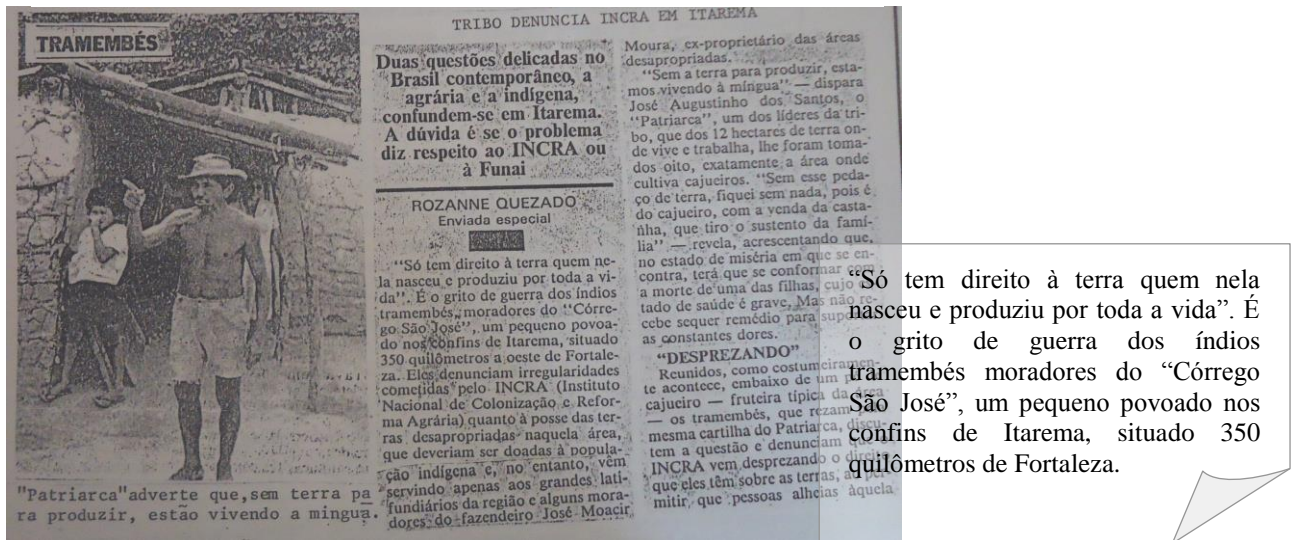 TRIBO DENUNCIA INCRA EM ITAREMA
TRAMEMBÉS
"Patriarca"adverte que,sem terra pa
ra produzir, estão vivendo a mingua.
Duas questões delicadas no
Brasil contemporâneo, a
agrária e a indígena,
confundem-se em Itarema.
A dúvida é se o problema
diz respeito ao INCRA ou
à Funai
ROZANNE QUEZADO
Enviada especial
"Só tem direito à terra quem ne-
la nasceu e produziu por toda a vi-
da". É o grito de guerra dos índios
tramembés, moradores do "Córre-
go São José", um pequeno povoa-
do nos confins de Itarema, situado
350 quilômetros a oeste de Fortale-
za. Eles denunciam irregularidades
cometidas pelo INCRA (Instituto
Nacional de Colonização e Refor-
ma Agrária) quanto à posse das ter-
ras desapropriadas naquela área,
que deveriam ser doadas à popula-
ção indígena e, no entanto, vêm
servindo apenas aos grandes lati-
fundiários da região e alguns mora-
dores do fazendeiro José Moacir
Moura, ex-proprietário das áreas
desapropriadas.
"Sem a terra para produzir, esta-
mos vivendo à míngua" — dispara
José Augustinho dos Santos, o
"Patriarca", um dos líderes da tri-
bo, que dos 12 hectares de terra on-
de vive e trabalha, lhe foram toma-
dos oito, exatamente a área onde
cultiva cajueiros. "Sem esse peda-
ço de terra, fiquei sem nada, pois é
do cajueiro, com a venda da casta-
nha, que tiro o sustento da famí-
lia" — revela, acrescentando que,
no estado de miséria em que se en-
contra, terá que se conformar com
a morte de uma das filhas, cujo
tado de saúde é grave. Mas não re-
cebe sequer remédio para
as constantes dores.
"DESPREZANDO"
Reunidos, como costumeiramen-
te acontece, embaixo de um
cajueiro — fruteira típica da área
— os tramembés, que rezam
mesma cartilha do Patriarca,
tem a questão e denunciam que o
INCRA vem desprezando o direito
que eles têm sobre as terras, ao per-
mitir, que pessoas alheias àquela
"Só tem direito à terra quem nela
nasceu e produziu por toda a vida". É
o grito de guerra dos índios
tramembés moradores do "Córrego
São José", um pequeno povoado nos
confins de Itarema, situado 350
quilômetros de Fortaleza.